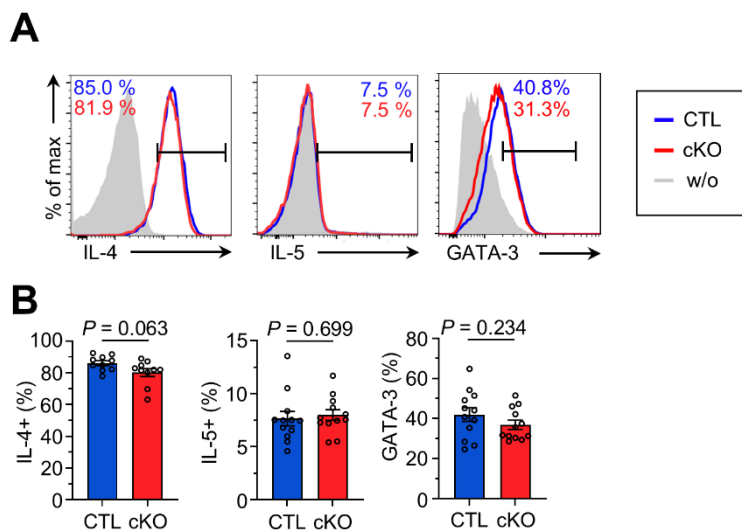 A
% of max
85.0 %
81.9 %
IL-4
7.5 %
7.5 %
IL-5
40.8%
31.3%
GATA-3
CTL
cKO
w/o
B
P = 0.063
IL-4+ (%)
100
80
60
40
20
0
CTL cKO
P = 0.699
IL-5+ (%)
15
10
5
0
CTL cKO
P = 0.234
GATA-3 (%)
80
60
40
20
0
CTL cKO